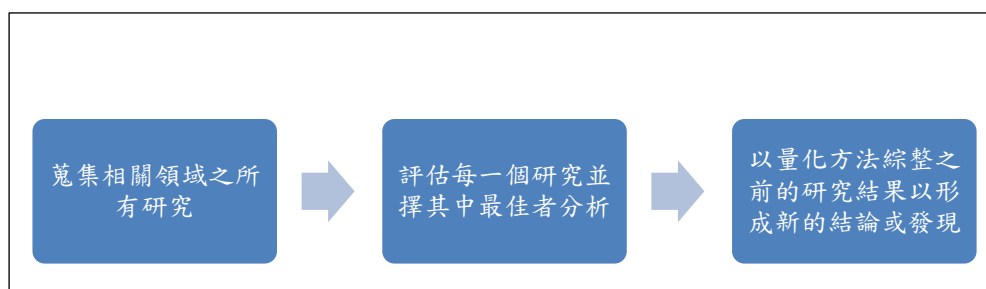 蒐集相關領域之所
有研究
評估每一個研究並
擇其中最佳者分析
以量化方法綜整之
前的研究結果以形
成新的結論或發現